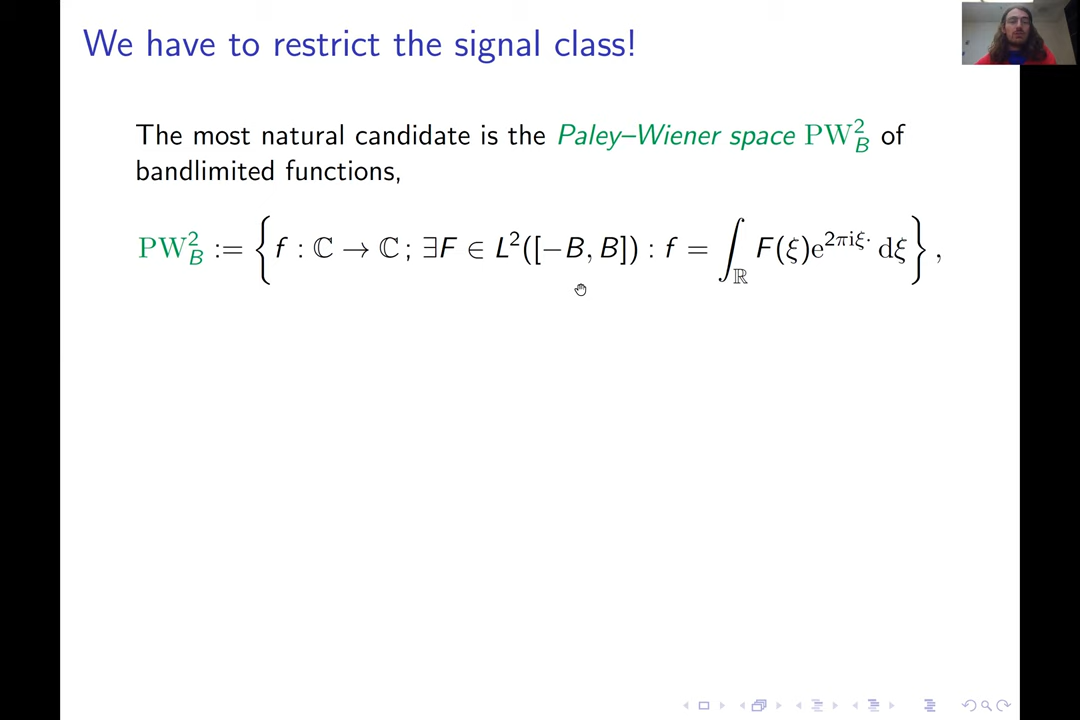 We have to restrict the signal class!
The most natural candidate is the Paley–Wiener space PW²_B of
bandlimited functions,
PW²_B := { f : ℂ → ℂ ; ∃F ∈ L²([−B, B]) : f = ∫_ℝ F(ξ)e^{2πiξ·} dξ } ,